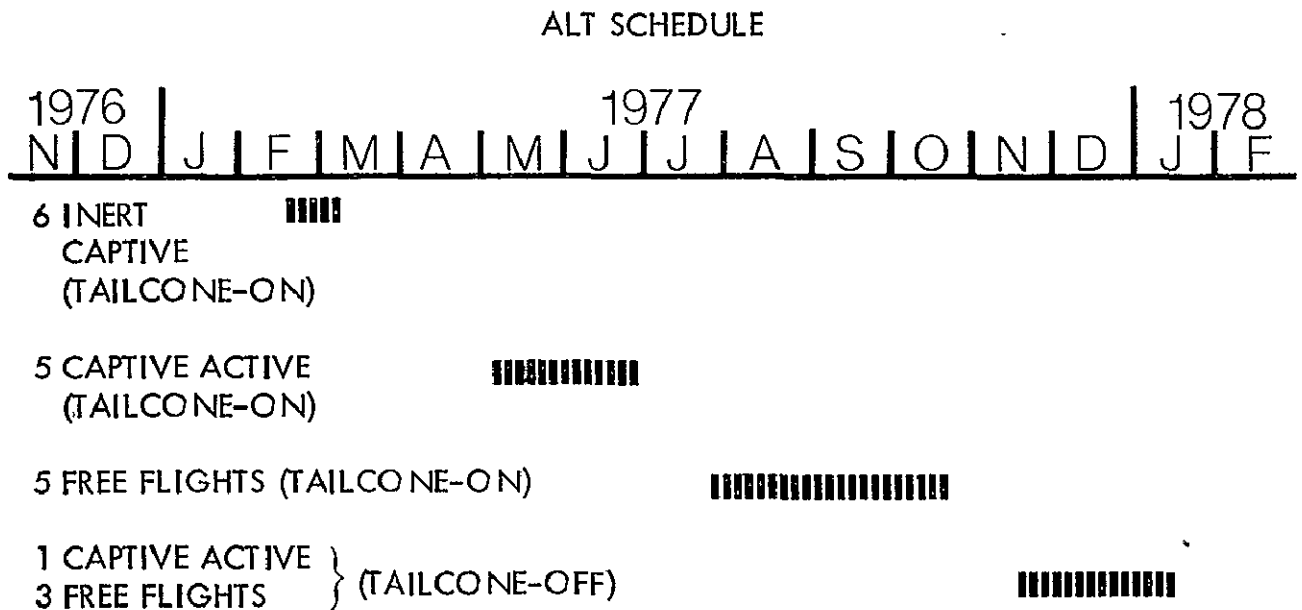 ALT SCHEDULE
1976 1977 1978
N D J F M A M J J A S O N D J F
6 INERT
CAPTIVE
(TAILCONE-ON)
5 CAPTIVE ACTIVE
(TAILCONE-ON)
5 FREE FLIGHTS (TAILCONE-ON)
1 CAPTIVE ACTIVE
3 FREE FLIGHTS } (TAILCONE-OFF)